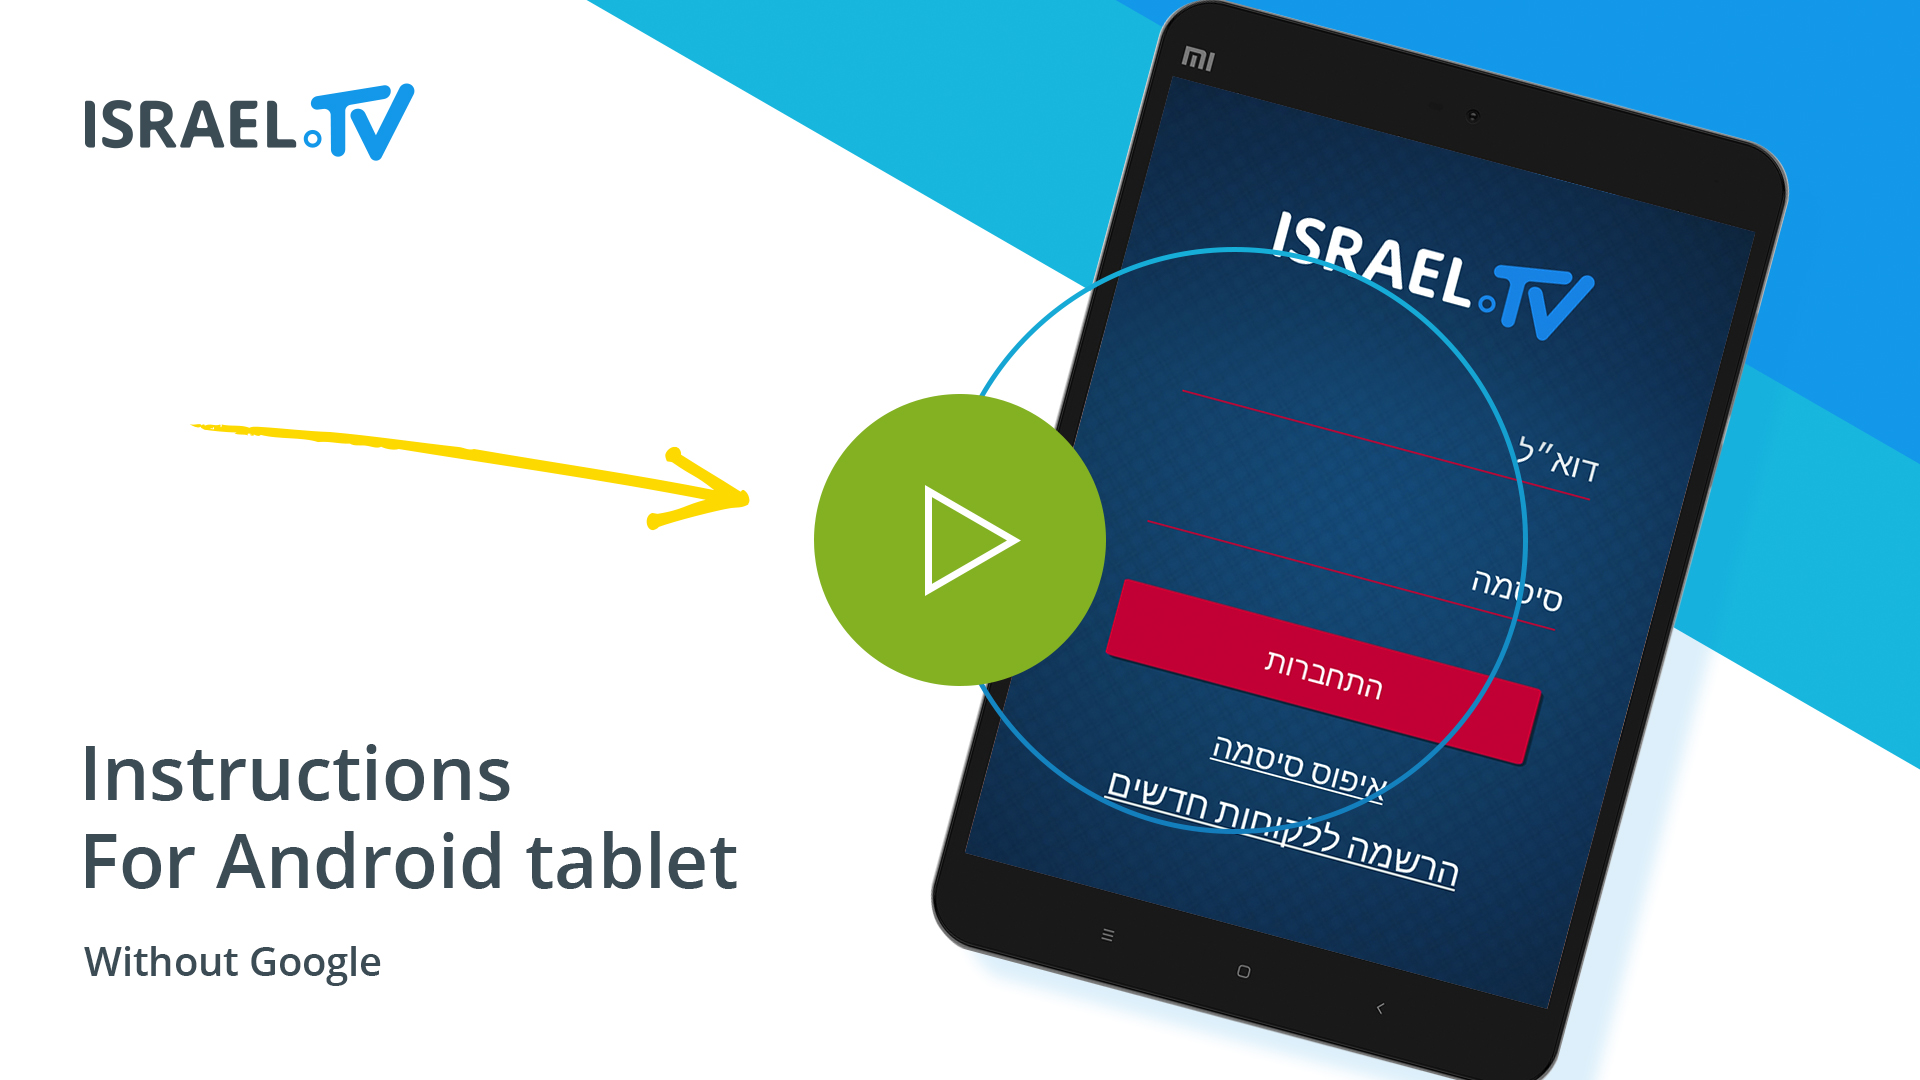 ISRAEL.TV
Instructions
For Android tablet
Without Google
MI
ISRAEL.TV
דוא״ל
סיסמה
התחברות
איפוס סיסמה
הרשמה ללקוחות חדשים